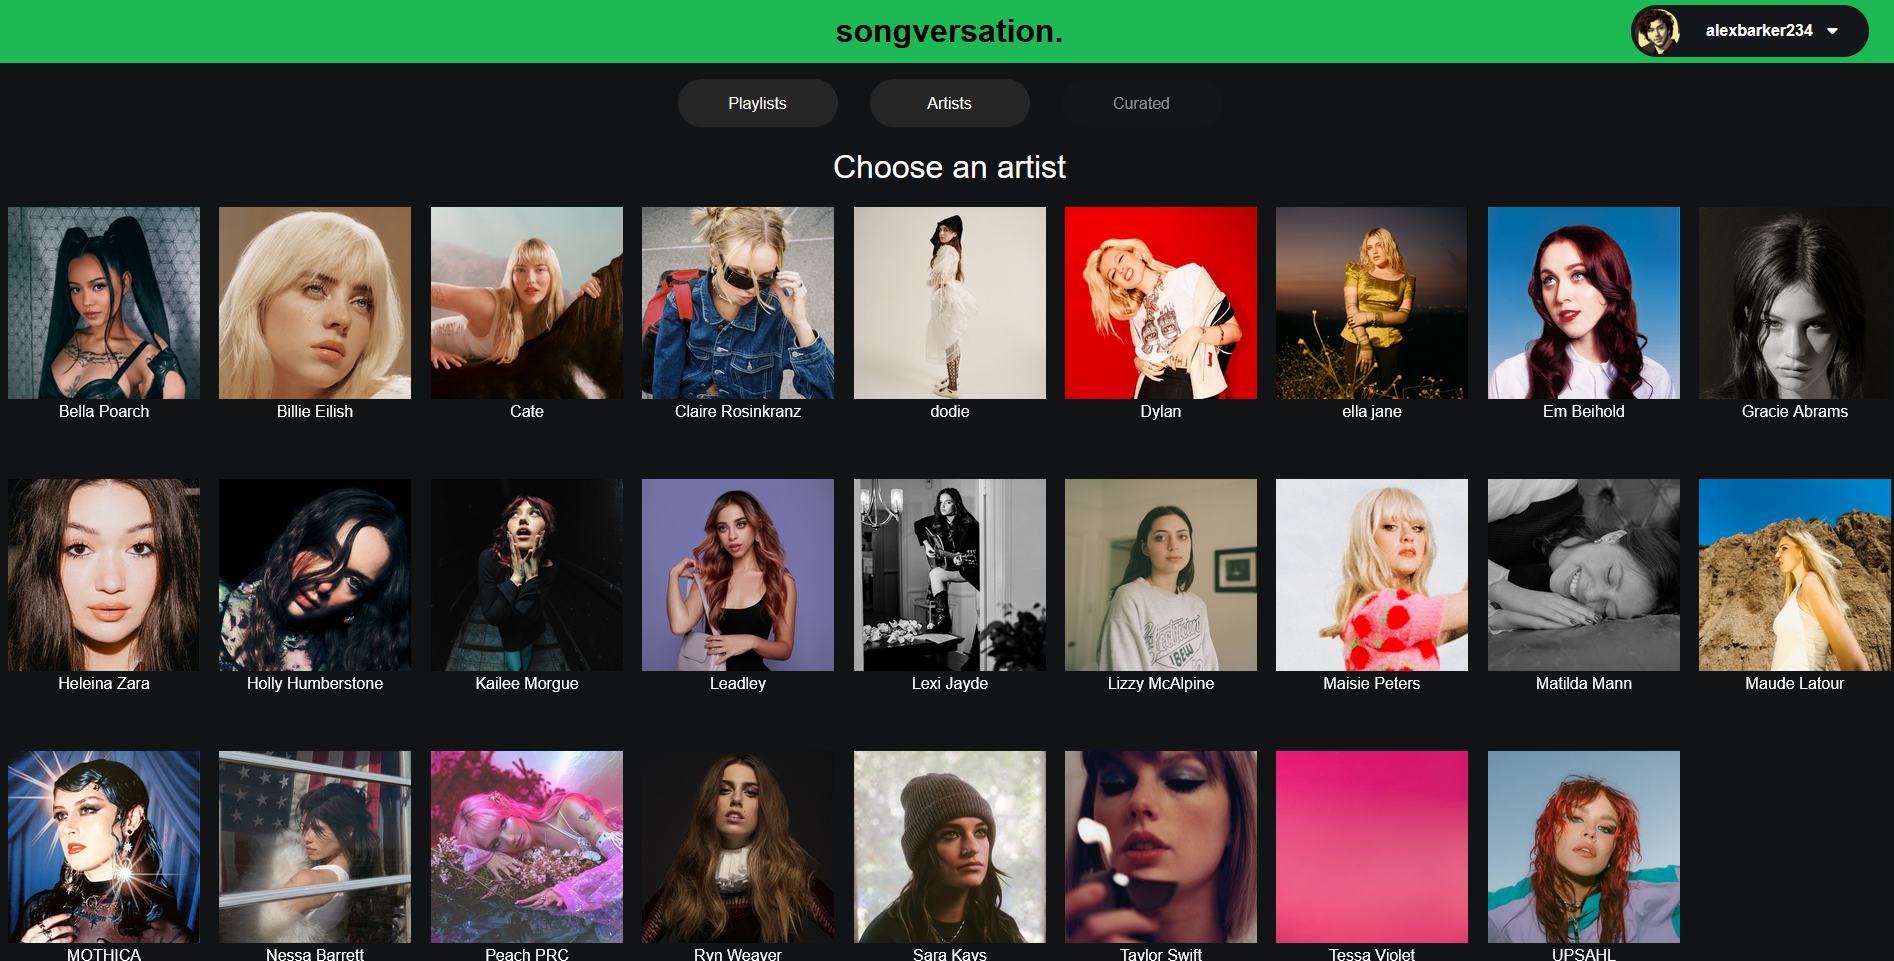 songversation.
alexbarker234
Playlists
Artists
Curated
Choose an artist
Bella Poarch
Billie Eilish
Cate
Claire Rosinkranz
dodie
Dylan
ella jane
Em Beihold
Gracie Abrams
Heleina Zara
Holly Humberstone
Kailee Morgue
Leadley
Lexi Jayde
Lizzy McAlpine
Maisie Peters
Matilda Mann
Maude Latour
MOTHICA
Nessa Barrett
Peach PRC
Ryn Weaver
Sara Kays
Taylor Swift
Tessa Violet
UPSAHL